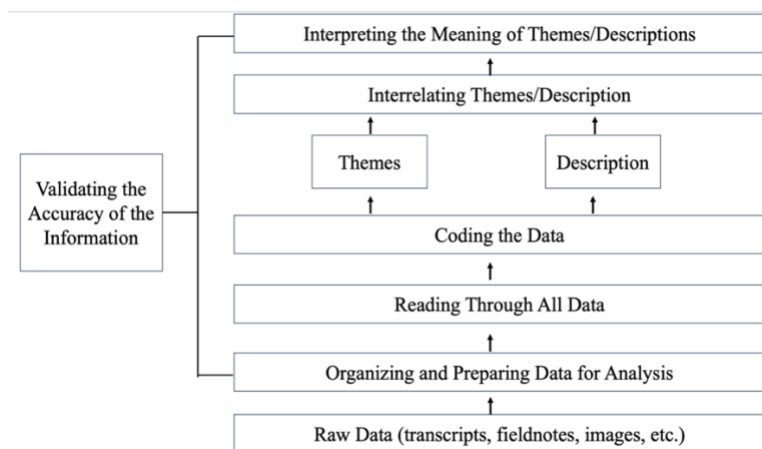 Interpreting the Meaning of Themes/Descriptions
Interrelating Themes/Description
Themes
Description
Validating the
Accuracy of the
Information
Coding the Data
Reading Through All Data
Organizing and Preparing Data for Analysis
Raw Data (transcripts, fieldnotes, images, etc.)